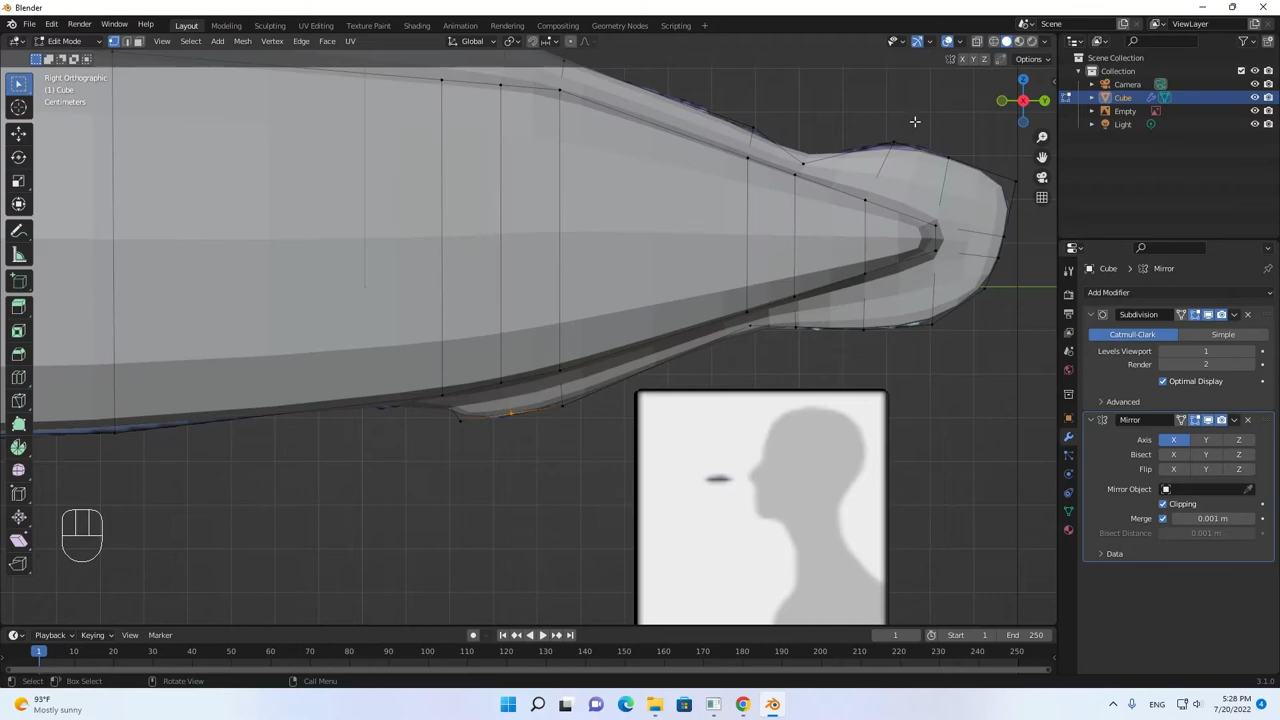 Blender
File Edit Render Window Help Layout Modeling Sculpting UV Editing Texture Paint Shading Animation Rendering Compositing Geometry Nodes Scripting + Scene ViewLayer
Edit Mode View Select Add Mesh Vertex Edge Face UV Global
X Y Z Options
Right Orthographic
(1) Cube
Centimeters
Scene Collection
Collection
Camera
Cube
Empty
Light
X Y
Cube > Mirror
Add Modifier
Subdivision
Catmull-Clark Simple
Levels Viewport 1
Render 2
Optimal Display
Advanced
Mirror
Axis X Y Z
Bisect X Y Z
Flip X Y Z
Mirror Object
Clipping
Merge 0.001 m
Bisect Distance 0.001 m
Data
Playback Keying View Marker 1 Start 1 End 250
1 10 20 30 40 50 60 70 80 90 100 110 120 130 140 150 160 170 180 190 200 210 220 230 240 250
Select Box Select Rotate View Call Menu 3.1.0
93°F
Mostly sunny
ENG
5:28 PM
7/20/2022
4